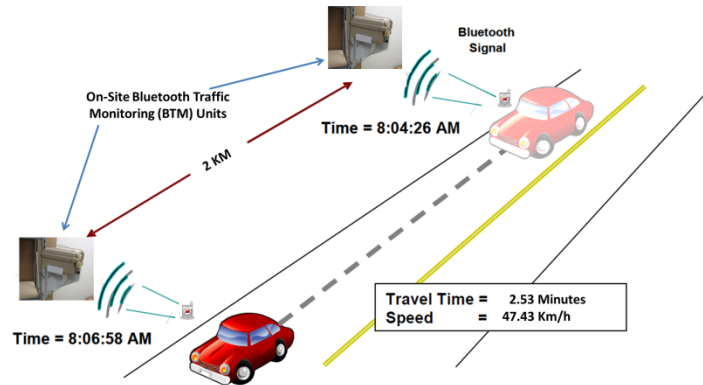 Bluetooth
Signal
On-Site Bluetooth Traffic
Monitoring (BTM) Units
Time = 8:04:26 AM
2 KM
Time = 8:06:58 AM
Travel Time = 2.53 Minutes
Speed = 47.43 Km/h